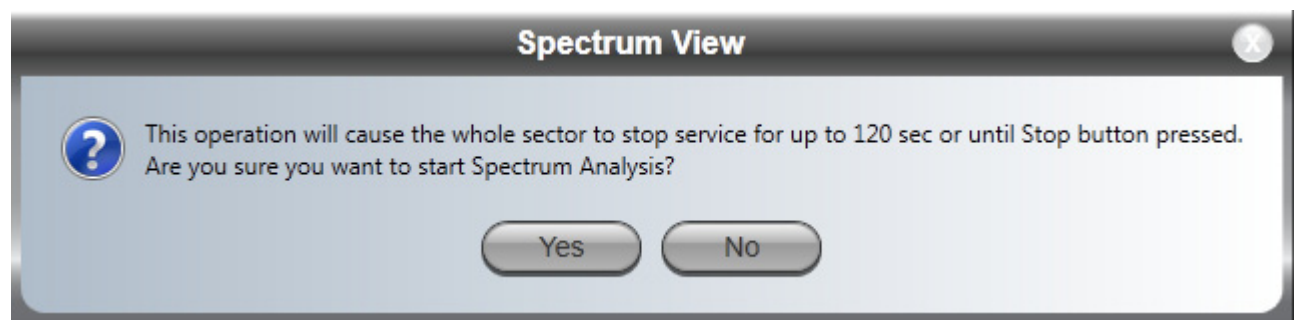 Spectrum View
X
?
This operation will cause the whole sector to stop service for up to 120 sec or until Stop button pressed.
Are you sure you want to start Spectrum Analysis?
Yes No